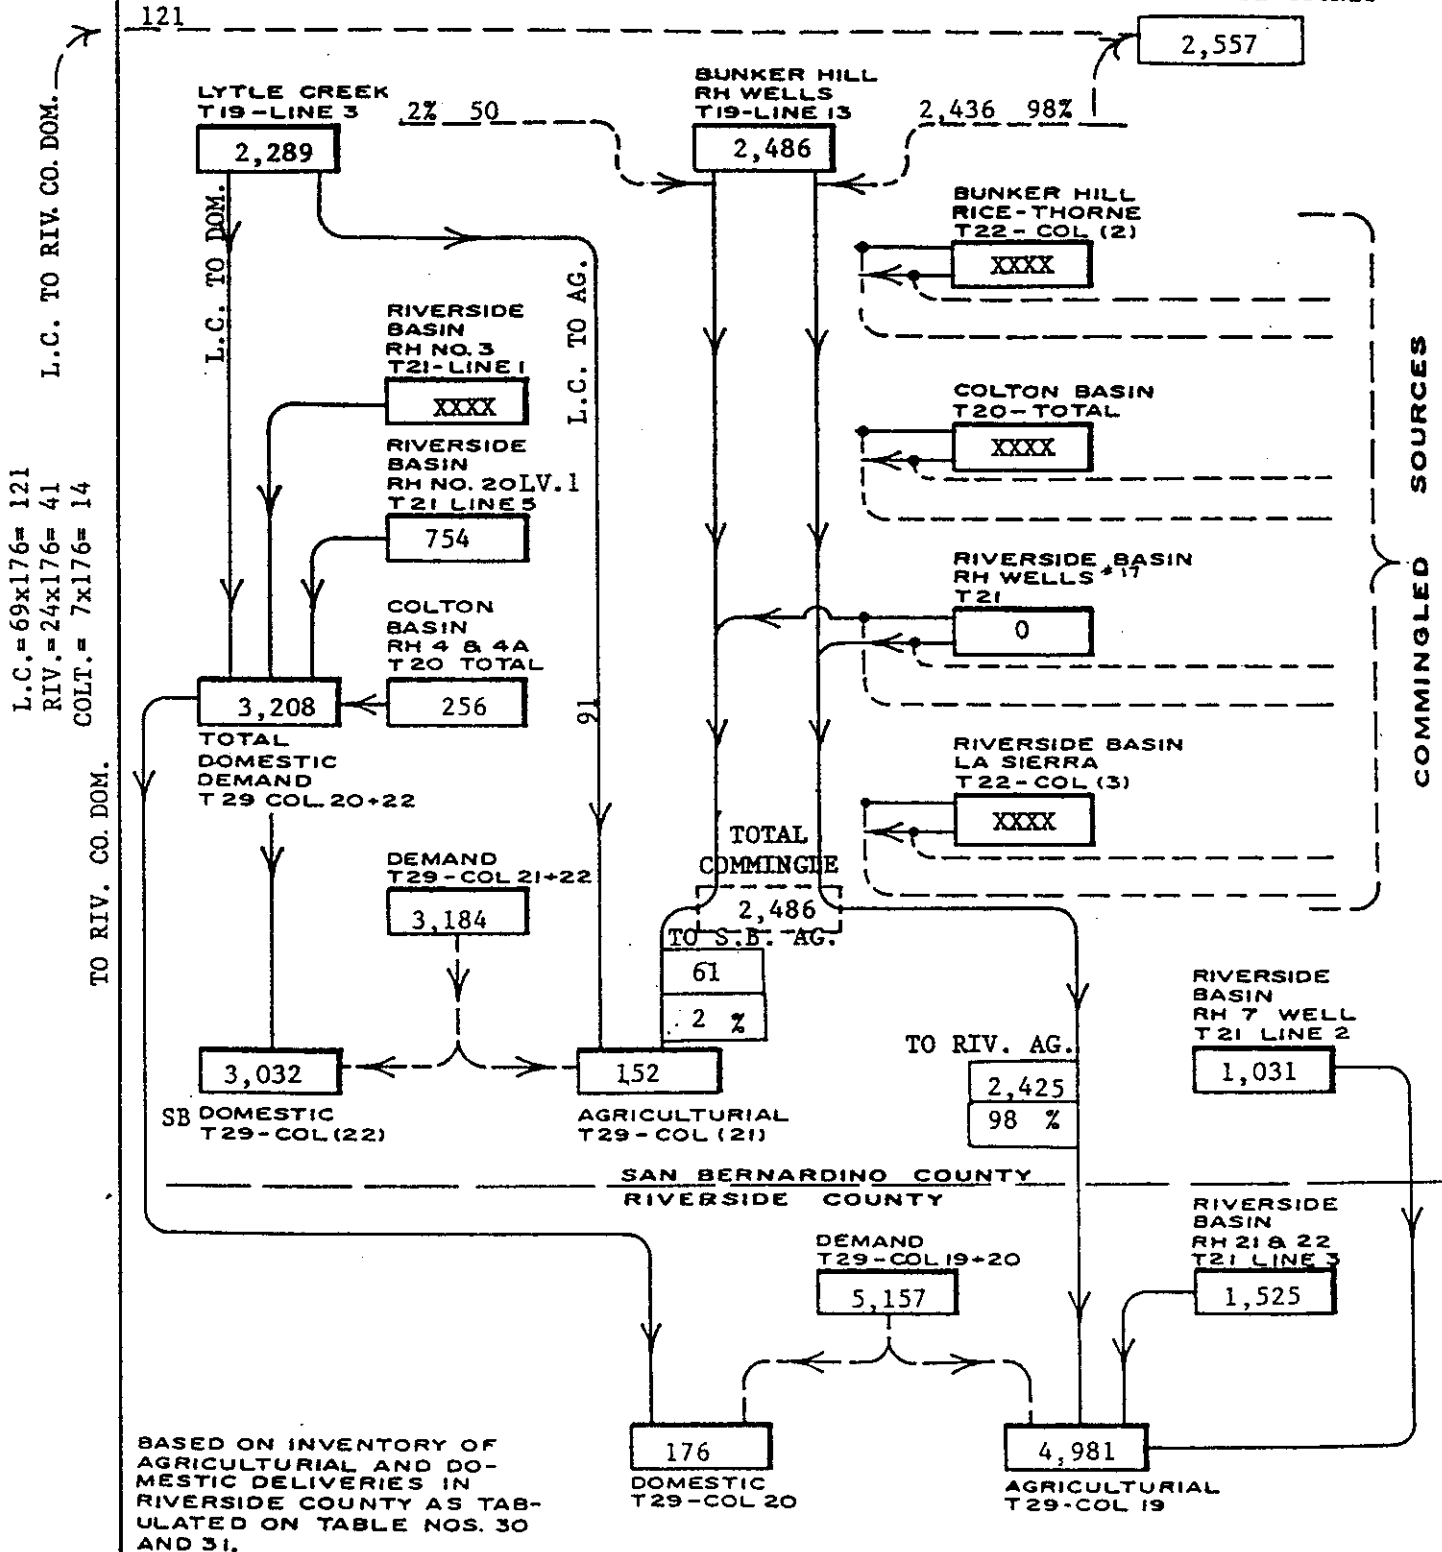 121
2,557
LYTLE CREEK
T19-LINE 3
2,289
2% 50
BUNKER HILL
RH WELLS
T19-LINE 13
2,486
2,436 98%
L.C. TO RIV. CO. DOM.
L.C. TO DOM.
L.C. TO AG.
BUNKER HILL
RICE-THORNE
T22-COL (2)
XXXX
RIVERSIDE
BASIN
RH NO. 3
T21-LINE 1
XXXX
COLTON BASIN
T20-TOTAL
XXXX
RIVERSIDE
BASIN
RH NO. 20 LV.1
T21 LINE 5
754
L.C.=69x176= 121
RIV.=24x176= 41
COLT.= 7x176= 14
RIVERSIDE BASIN
RH WELLS #17
T21
0
COLTON
BASIN
RH 4 & 4A
T20 TOTAL
256
3,208
TOTAL
DOMESTIC
DEMAND
T29 COL. 20+22
91
RIVERSIDE BASIN
LA SIERRA
T22-COL (3)
XXXX
COMMINGLED SOURCES
TO RIV. CO. DOM.
TOTAL
COMMINGLE
2,486
DEMAND
T29-COL 21+22
3,184
TO S.B. AG.
61
2 %
3,032
SB DOMESTIC
T29-COL (22)
152
AGRICULTURIAL
T29-COL (21)
TO RIV. AG.
2,425
98 %
RIVERSIDE
BASIN
RH 7 WELL
T21 LINE 2
1,031
SAN BERNARDINO COUNTY
RIVERSIDE COUNTY
RIVERSIDE
BASIN
RH 21 & 22
T21 LINE 3
1,525
DEMAND
T29-COL 19+20
5,157
176
DOMESTIC
T29-COL 20
4,981
AGRICULTURIAL
T29-COL 19
BASED ON INVENTORY OF
AGRICULTURIAL AND DO-
MESTIC DELIVERIES IN
RIVERSIDE COUNTY AS TAB-
ULATED ON TABLE NOS. 30
AND 31.